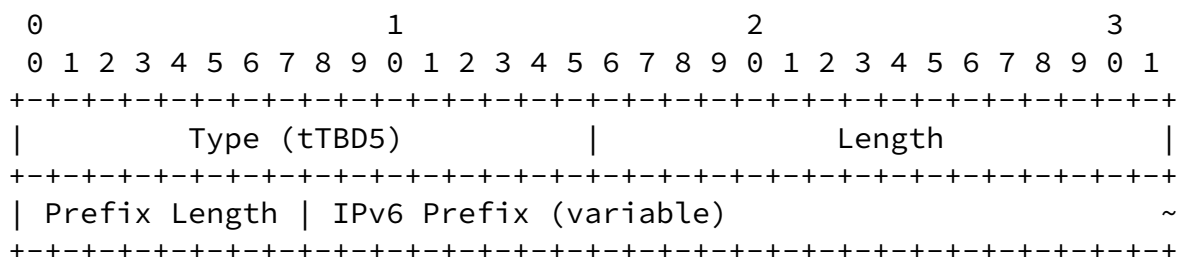 0                   1                   2                   3
 0 1 2 3 4 5 6 7 8 9 0 1 2 3 4 5 6 7 8 9 0 1 2 3 4 5 6 7 8 9 0 1
+-+-+-+-+-+-+-+-+-+-+-+-+-+-+-+-+-+-+-+-+-+-+-+-+-+-+-+-+-+-+-+-+
|         Type (tTBD5)          |             Length            |
+-+-+-+-+-+-+-+-+-+-+-+-+-+-+-+-+-+-+-+-+-+-+-+-+-+-+-+-+-+-+-+-+
| Prefix Length | IPv6 Prefix (variable)                        ~
+-+-+-+-+-+-+-+-+-+-+-+-+-+-+-+-+-+-+-+-+-+-+-+-+-+-+-+-+-+-+-+-+